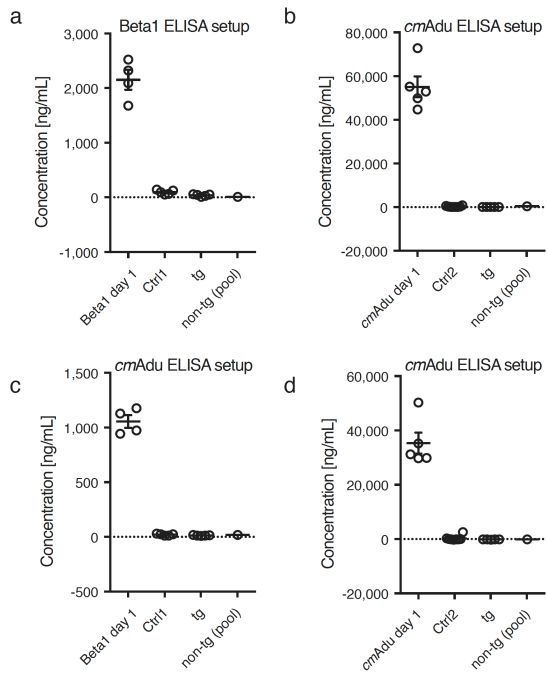 a
Beta1 ELISA setup
Concentration [ng/mL]
3,000
2,000
1,000
0
-1,000
Beta1 day 1
Ctrl1
tg
non-tg (pool)
b
cmAdu ELISA setup
Concentration [ng/mL]
80,000
60,000
40,000
20,000
0
-20,000
cmAdu day 1
Ctrl2
tg
non-tg (pool)
c
cmAdu ELISA setup
Concentration [ng/mL]
1,500
1,000
500
0
-500
Beta1 day 1
Ctrl1
tg
non-tg (pool)
d
cmAdu ELISA setup
Concentration [ng/mL]
60,000
40,000
20,000
0
-20,000
cmAdu day 1
Ctrl2
tg
non-tg (pool)